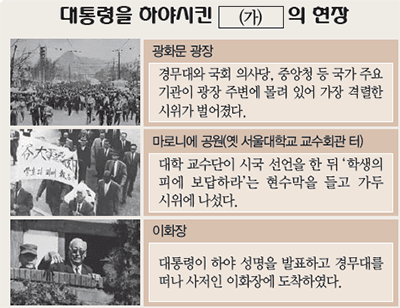 대통령을 하야시킨 (가) 의 현장
광화문 광장
경무대와 국회 의사당, 중앙청 등 국가 주요
기관이 광장 주변에 몰려 있어 가장 격렬한
시위가 벌어졌다.
마로니에 공원(옛 서울대학교 교수회관 터)
대학 교수단이 시국 선언을 한 뒤 '학생의
피에 보답하라'는 현수막을 들고 가두
시위에 나섰다.
이화장
대통령이 하야 성명을 발표하고 경무대를
떠나 사저인 이화장에 도착하였다.